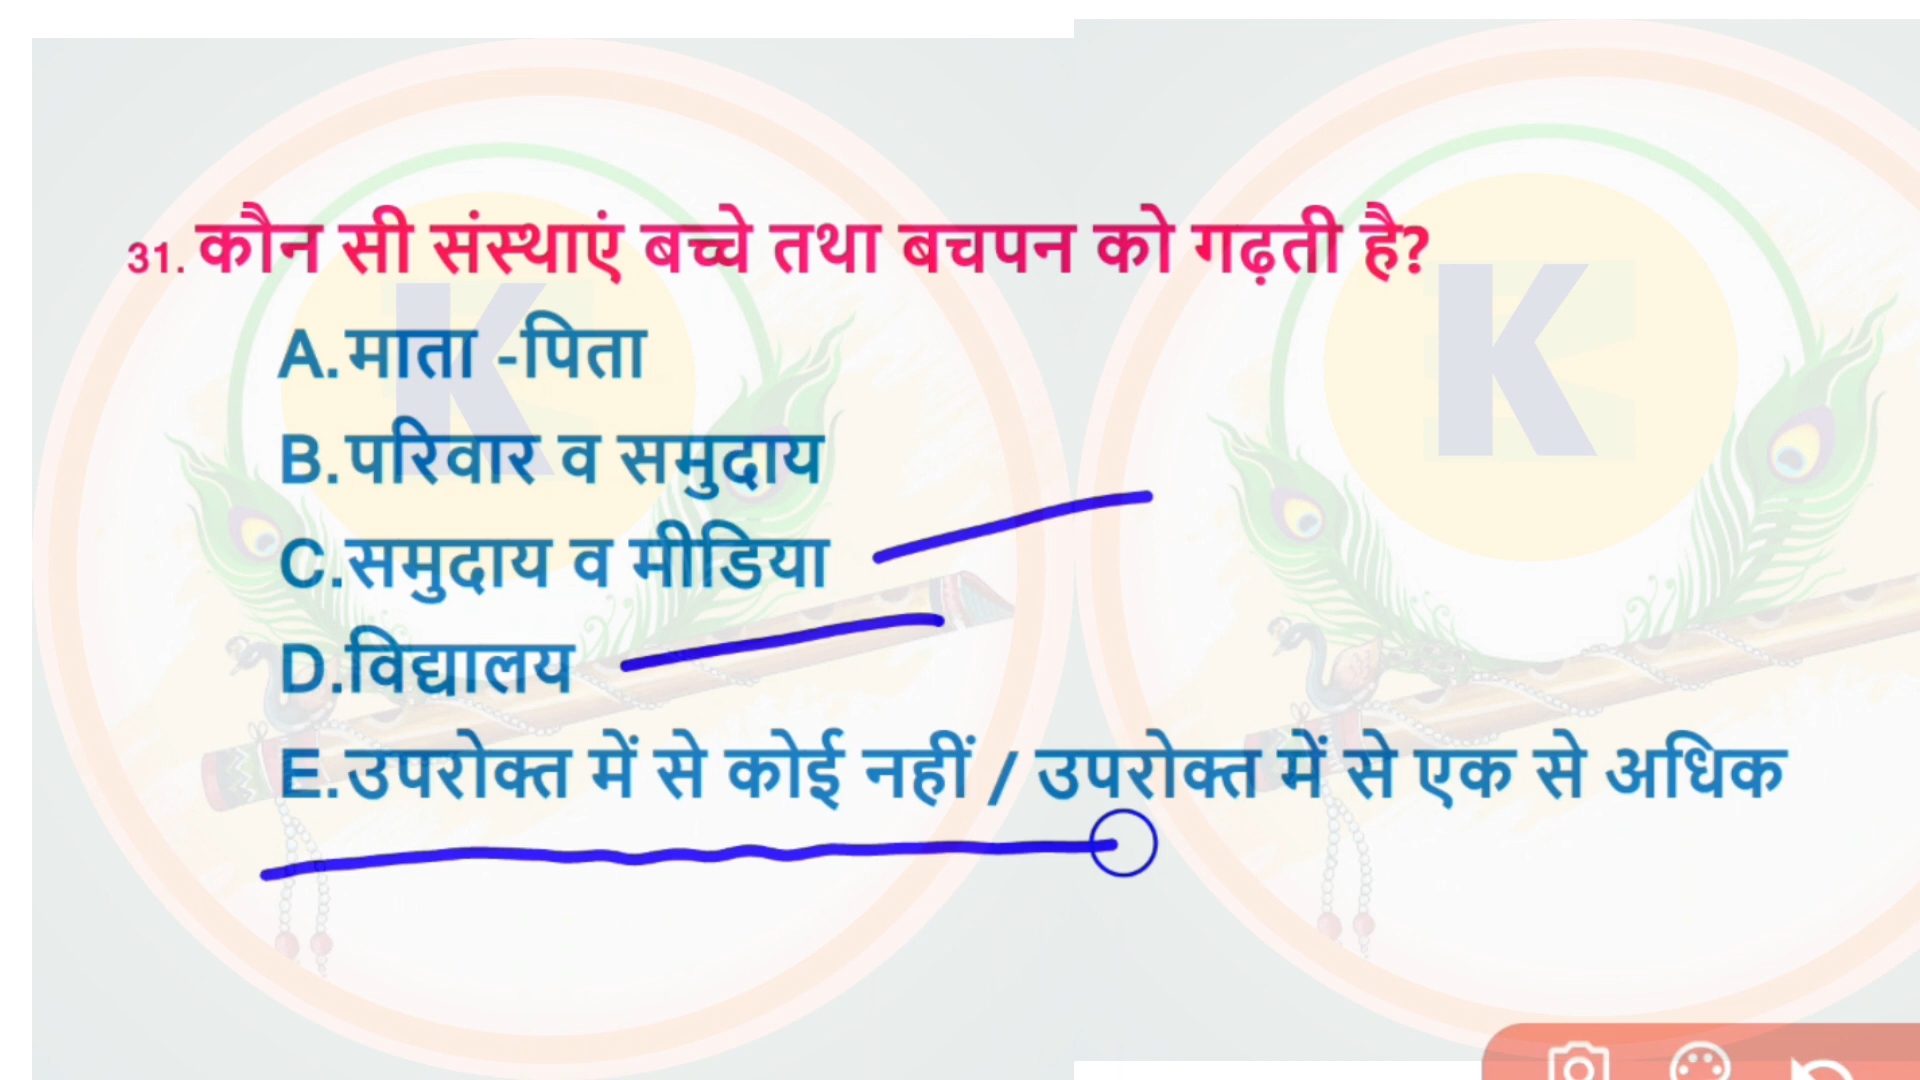 31. कौन सी संस्थाएं बच्चे तथा बचपन को गढ़ती है?
A.माता -पिता
B.परिवार व समुदाय
C.समुदाय व मीडिया
D.विद्यालय
E.उपरोक्त में से कोई नहीं / उपरोक्त में से एक से अधिक
K
K